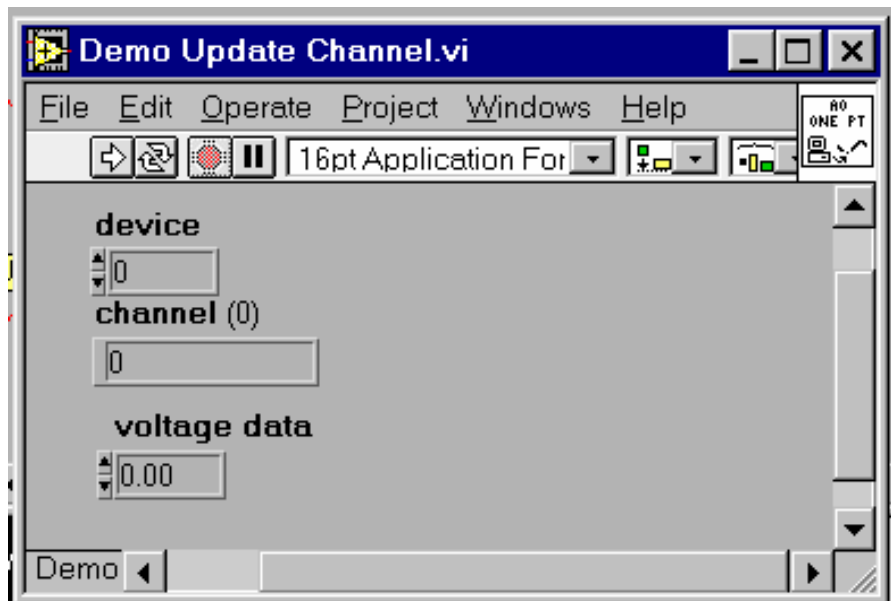 Demo Update Channel.vi
File Edit Operate Project Windows Help
AO
ONE PT
16pt Application For
device
0
channel (0)
0
voltage data
0.00
Demo